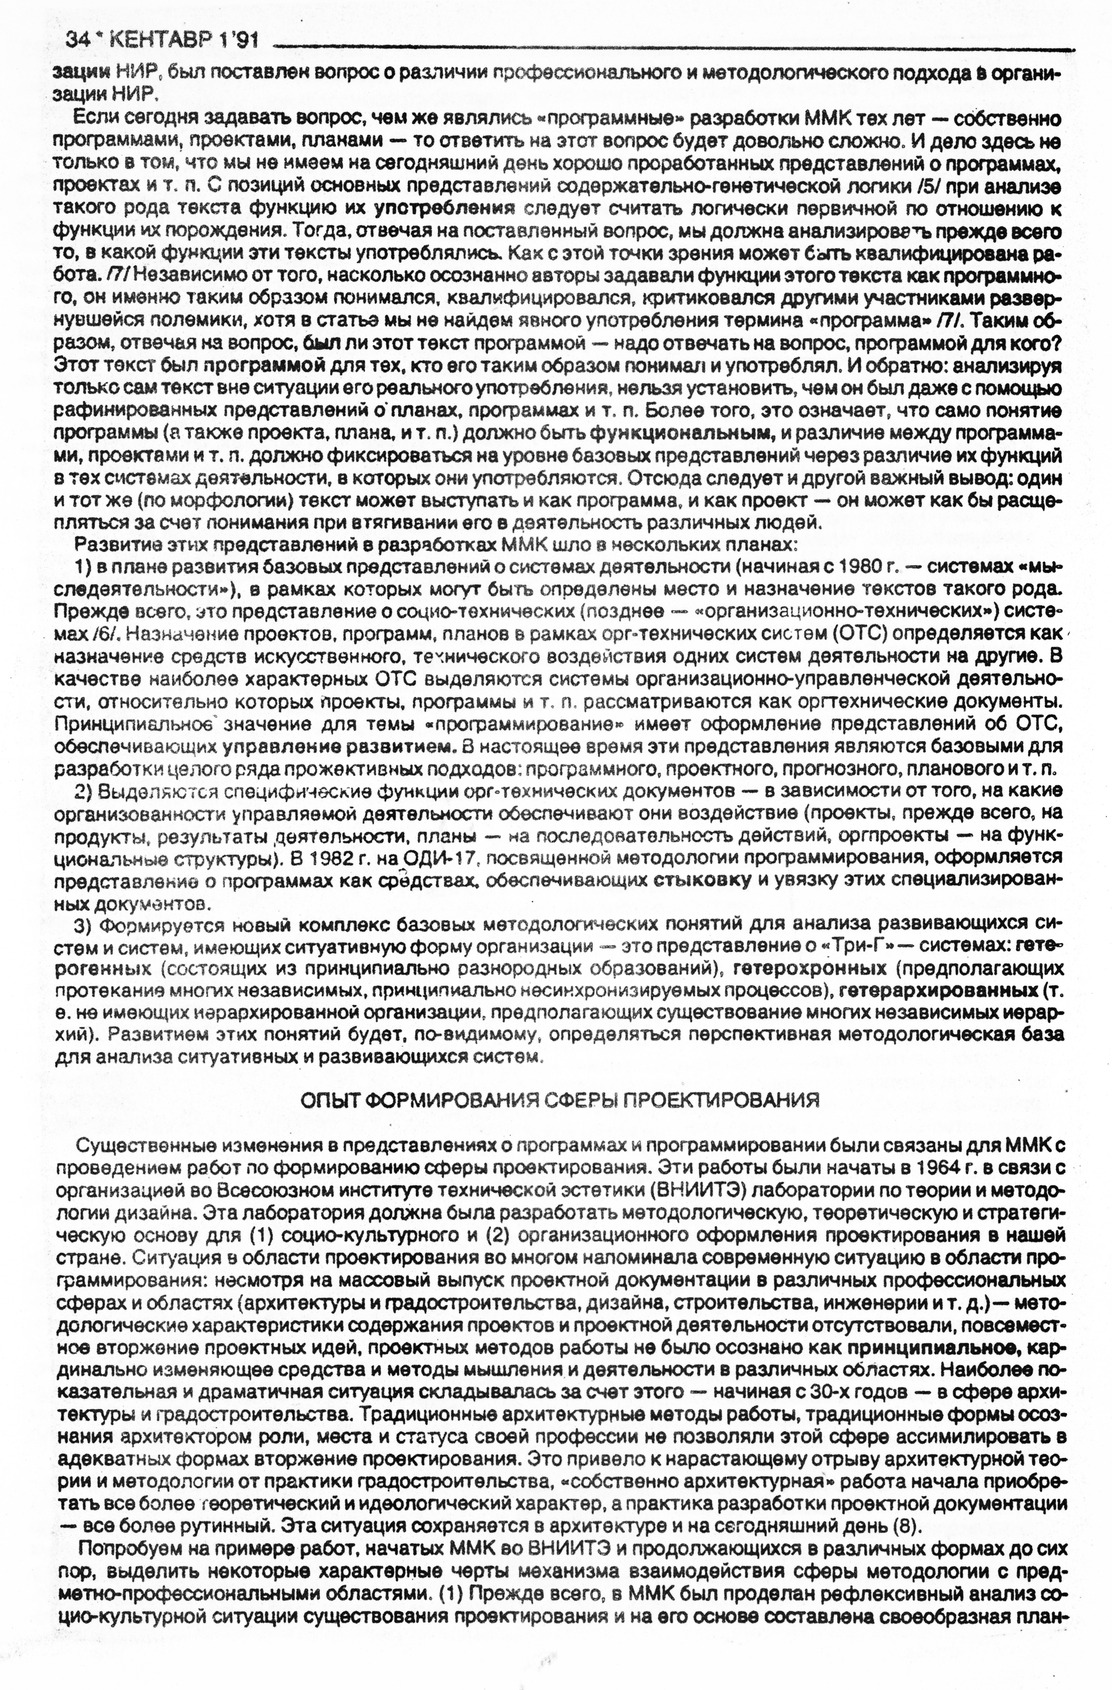 34 * КЕНТАВР 1 '91
зации НИР, был поставлен вопрос о различии профессионального и методологического подхода в органи-
зации НИР.
Если сегодня задавать вопрос, чем же являлись «программные» разработки ММК тех лет — собственно
программами, проектами, планами — то ответить на этот вопрос будет довольно сложно. И дело здесь не
только в том, что мы не имеем на сегодняшний день хорошо проработанных представлений о программах,
проектах и т. п. С позиций основных представлений содержательно-генетической логики /5/ при анализе
такого рода текста функцию их употребления следует считать логически первичной по отношению к
функции их порождения. Тогда, отвечая на поставленный вопрос, мы должна анализировать прежде всего
то, в какой функции эти тексты употреблялись. Как с этой точки зрения может быть квалифицирована ра-
бота. /7/ Независимо от того, насколько осознанно авторы задавали функции этого текста как программно-
го, он именно таким образом понимался, квалифицировался, критиковался другими участниками развер-
нувшейся полемики, хотя в статье мы не найдем явного употребления термина «программа» /7/. Таким об-
разом, отвечая на вопрос, был ли этот текст программой — надо отвечать на вопрос, программой для кого?
Этот текст был программой для тех, кто его таким образом понимал и употреблял. И обратно: анализируя
только сам текст вне ситуации его реального употребления, нельзя установить, чем он был даже с помощью
рафинированных представлений о планах, программах и т. п. Более того, это означает, что само понятие
программы (а также проекта, плана, и т. п.) должно быть функциональным, и различие между программа-
ми, проектами и т. п. должно фиксироваться на уровне базовых представлений через различие их функций
в тех системах деятельности, в которых они употребляются. Отсюда следует и другой важный вывод: один
и тот же (по морфологии) текст может выступать и как программа, и как проект — он может как бы расще-
пляться за счет понимания при втягивании его в деятельность различных людей.
Развитие этих представлений в разработках ММК шло в нескольких планах:
1) в плане развития базовых представлений о системах деятельности (начиная с 1980 г. — системах «мы-
следеятельности»), в рамках которых могут быть определены место и назначение текстов такого рода.
Прежде всего, это представление о социо-технических (позднее — «организационно-технических») систе-
мах /6/. Назначение проектов, программ, планов в рамках орг-технических систем (ОТС) определяется как
назначение средств искусственного, технического воздействия одних систем деятельности на другие. В
качестве наиболее характерных ОТС выделяются системы организационно-управленческой деятельно-
сти, относительно которых проекты, программы и т. п. рассматриваются как оргтехнические документы.
Принципиальное значение для темы «программирование» имеет оформление представлений об ОТС,
обеспечивающих управление развитием. В настоящее время эти представления являются базовыми для
разработки целого ряда прожективных подходов: программного, проектного, прогнозного, планового и т. п.
2) Выделяются специфические функции орг-технических документов — в зависимости от того, на какие
организованности управляемой деятельности обеспечивают они воздействие (проекты, прежде всего, на
продукты, результаты деятельности, планы — на последовательность действий, оргпроекты — на функ-
циональные структуры). В 1982 г. на ОДИ-17, посвященной методологии программирования, оформляется
представление о программах как средствах, обеспечивающих стыковку и увязку этих специализирован-
ных документов.
3) Формируется новый комплекс базовых методологических понятий для анализа развивающихся си-
стем и систем, имеющих ситуативную форму организации — это представление о «Три-Г»— системах: гете-
рогенных (состоящих из принципиально разнородных образований), гетерохронных (предполагающих
протекание многих независимых, принципиально несинхронизируемых процессов), гетерархированных (т.
е. не имеющих иерархированной организации, предполагающих существование многих независимых иерар-
хий). Развитием этих понятий будет, по-видимому, определяться перспективная методологическая база
для анализа ситуативных и развивающихся систем.
ОПЫТ ФОРМИРОВАНИЯ СФЕРЫ ПРОЕКТИРОВАНИЯ
Существенные изменения в представлениях о программах и программировании были связаны для ММК с
проведением работ по формированию сферы проектирования. Эти работы были начаты в 1964 г. в связи с
организацией во Всесоюзном институте технической эстетики (ВНИИТЭ) лаборатории по теории и методо-
логии дизайна. Эта лаборатория должна была разработать методологическую, теоретическую и стратеги-
ческую основу для (1) социо-культурного и (2) организационного оформления проектирования в нашей
стране. Ситуация в области проектирования во многом напоминала современную ситуацию в области про-
граммирования: несмотря на массовый выпуск проектной документации в различных профессиональных
сферах и областях (архитектуры и градостроительства, дизайна, строительства, инженерии и т. д.)— мето-
дологические характеристики содержания проектов и проектной деятельности отсутствовали, повсемест-
ное вторжение проектных идей, проектных методов работы не было осознано как принципиальное, кар-
динально изменяющее средства и методы мышления и деятельности в различных областях. Наиболее по-
казательная и драматичная ситуация складывалась за счет этого — начиная с 30-х годов — в сфере архи-
тектуры и градостроительства. Традиционные архитектурные методы работы, традиционные формы осоз-
нания архитектором роли, места и статуса своей профессии не позволяли этой сфере ассимилировать в
адекватных формах вторжение проектирования. Это привело к нарастающему отрыву архитектурной тео-
рии и методологии от практики градостроительства, «собственно архитектурная» работа начала приобре-
тать все более теоретический и идеологический характер, а практика разработки проектной документации
— все более рутинный. Эта ситуация сохраняется в архитектуре и на сегодняшний день (8).
Попробуем на примере работ, начатых ММК во ВНИИТЭ и продолжающихся в различных формах до сих
пор, выделить некоторые характерные черты механизма взаимодействия сферы методологии с пред-
метно-профессиональными областями. (1) Прежде всего, в ММК был проделан рефлексивный анализ со-
цио-культурной ситуации существования проектирования и на его основе составлена своеобразная план-